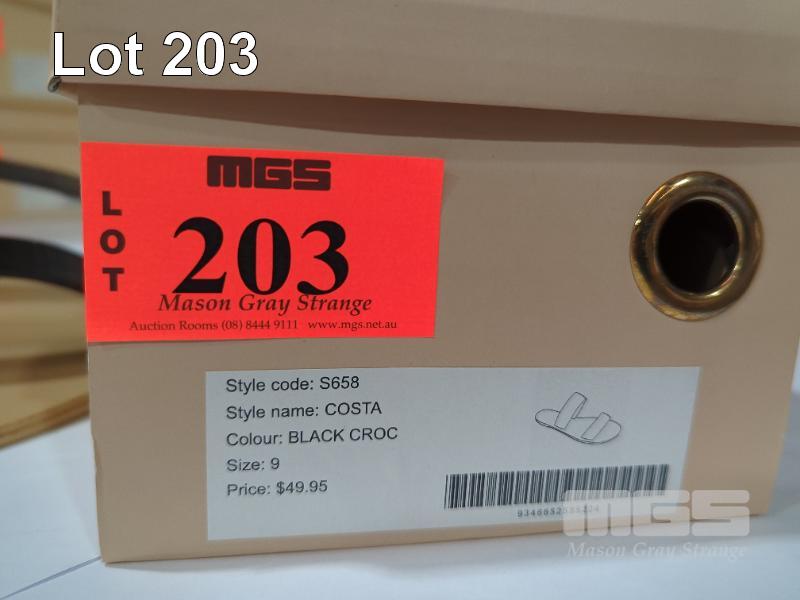 Lot 203
MGS
LOT
203
Mason Gray Strange
Auction Rooms (08) 8444 9111 www.mgs.net.au
Style code: S658
Style name: COSTA
Colour: BLACK CROC
Size: 9
Price: $49.95
MGS
Mason Gray Strange